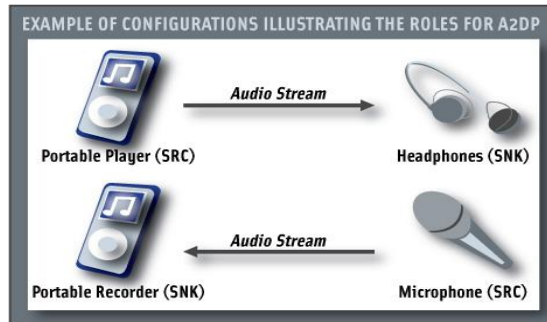 EXAMPLE OF CONFIGURATIONS ILLUSTRATING THE ROLES FOR A2DP
Audio Stream
Portable Player (SRC)
Headphones (SNK)
Audio Stream
Portable Recorder (SNK)
Microphone (SRC)